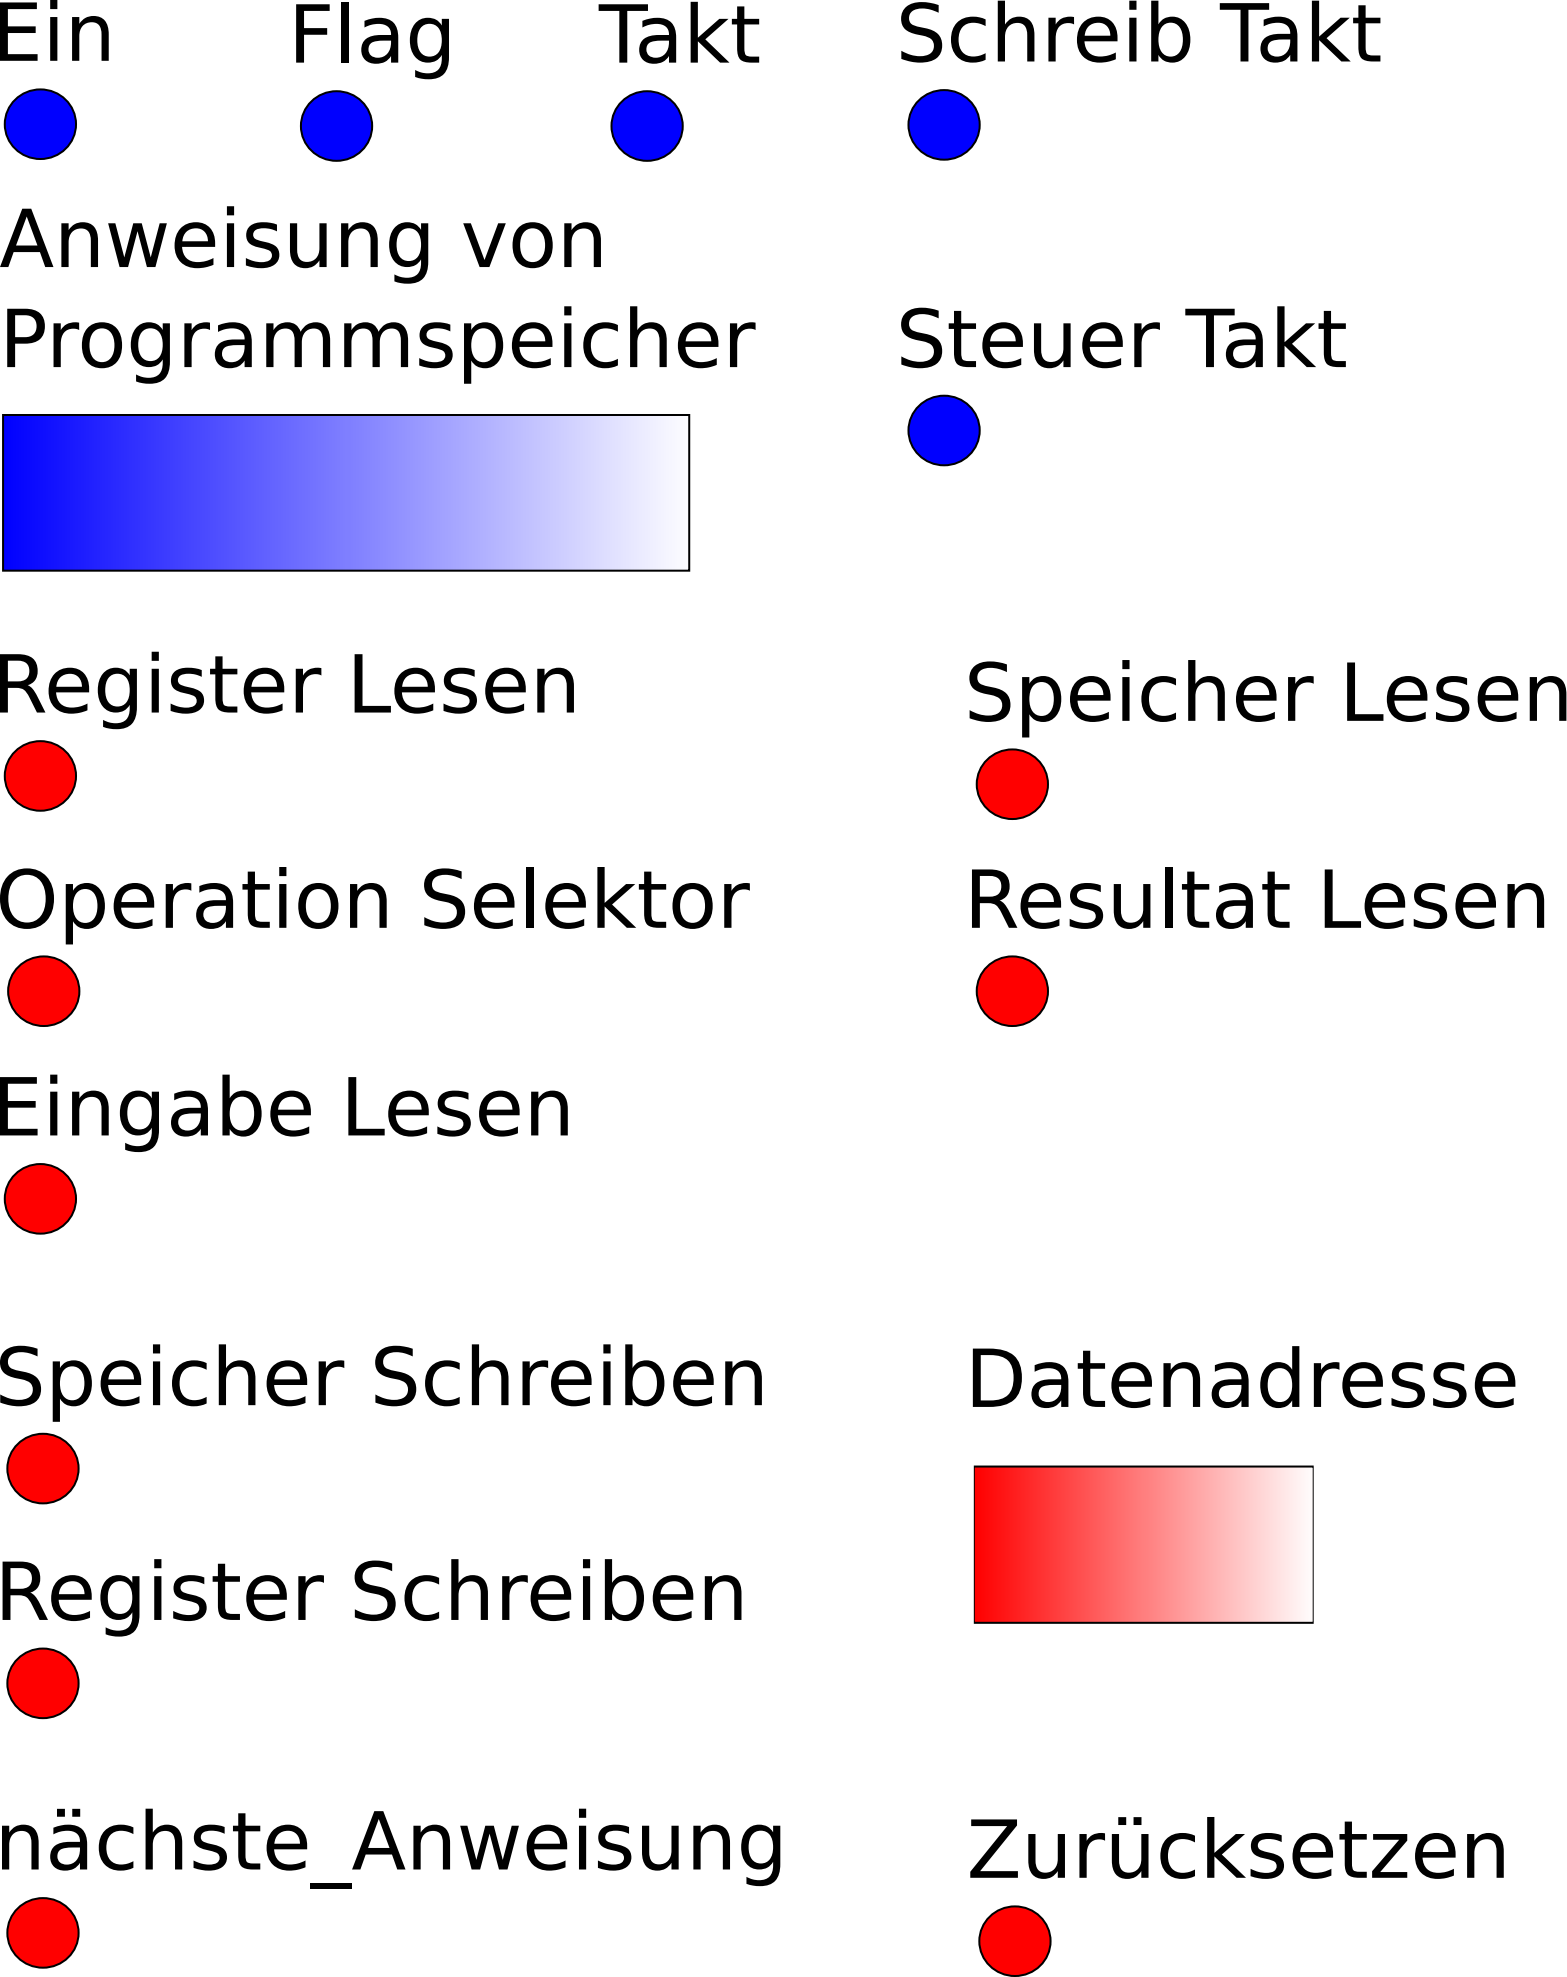 Ein
Flag
Takt
Schreib Takt
Anweisung von
Programmspeicher
Steuer Takt
Register Lesen
Speicher Lesen
Operation Selektor
Resultat Lesen
Eingabe Lesen
Speicher Schreiben
Datenadresse
Register Schreiben
nächste_Anweisung
Zurücksetzen